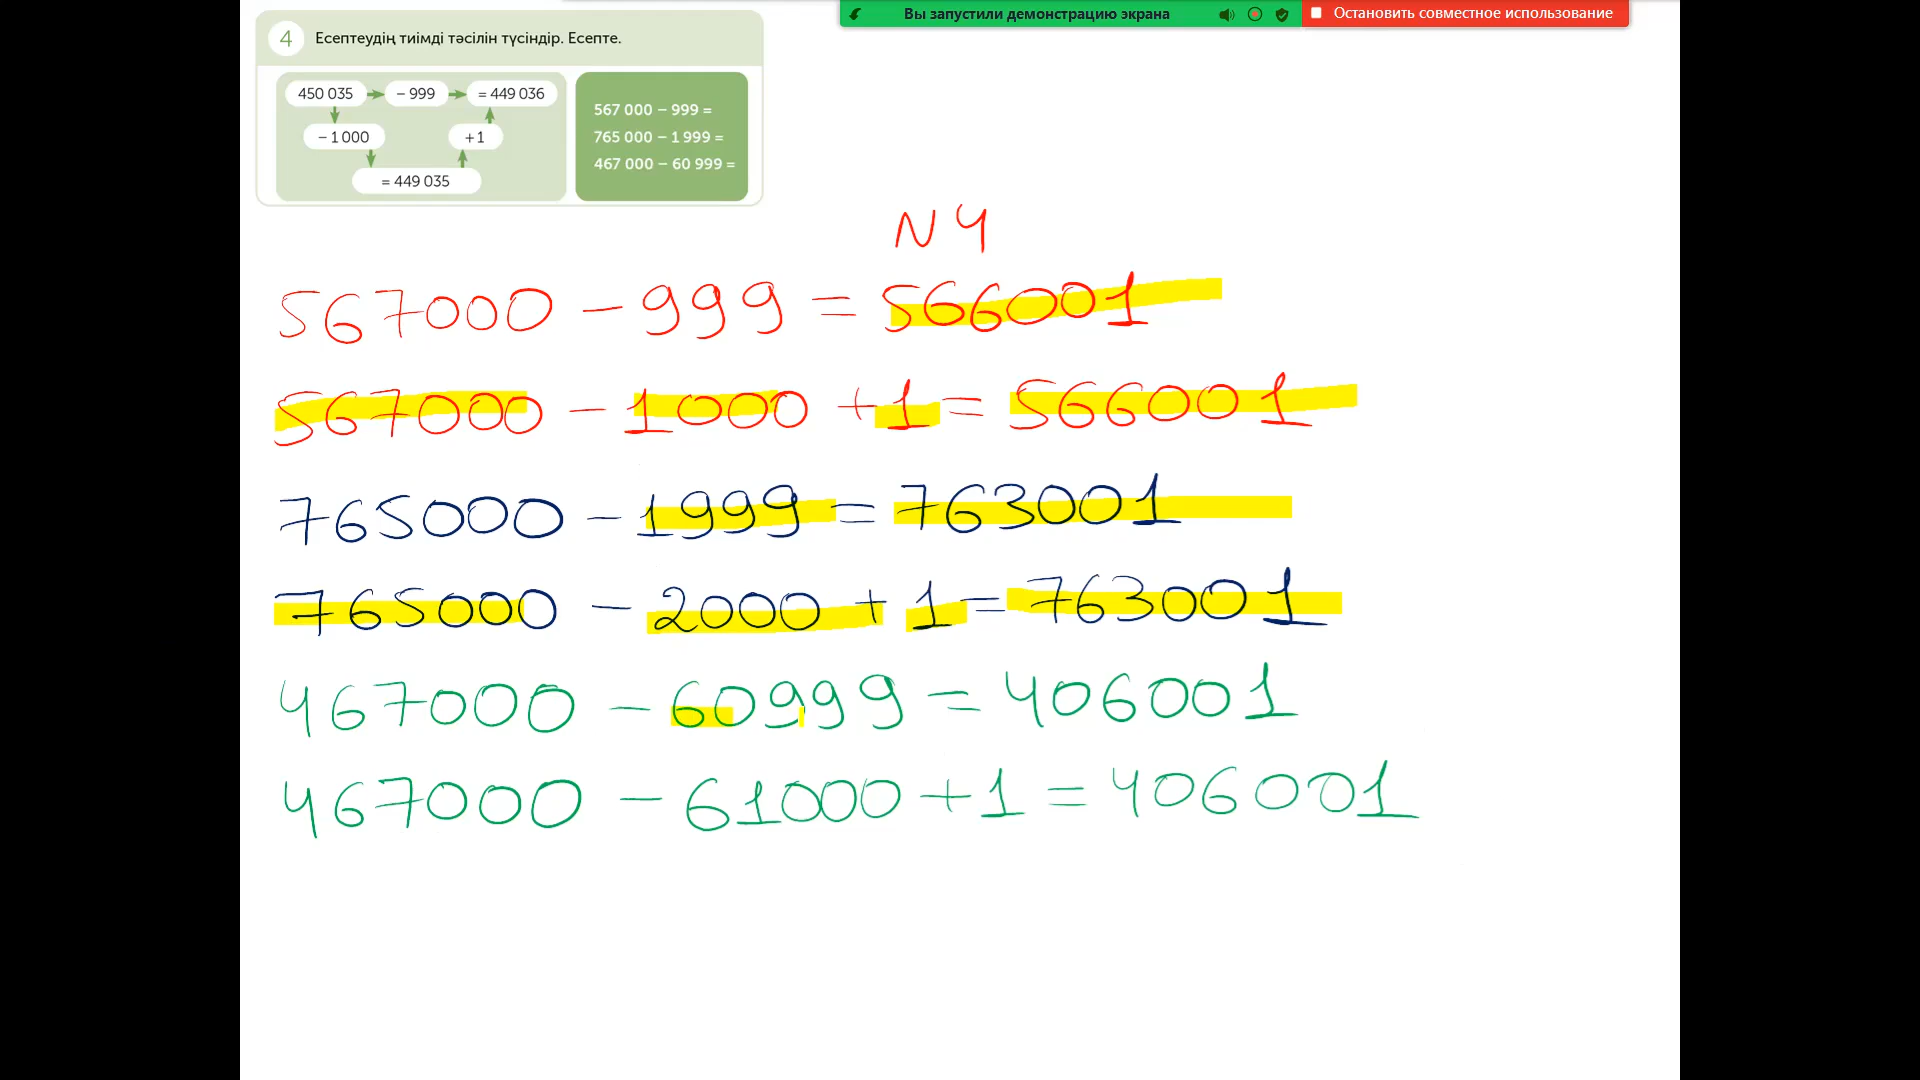 Вы запустили демонстрацию экрана
Остановить совместное использование
4 Есептеудің тиімді тәсілін түсіндір. Есепте.
450 035 − 999 = 449 036
− 1 000 + 1
= 449 035
567 000 − 999 =
765 000 − 1 999 =
467 000 − 60 999 =
N 4
567000 − 999 = 566001
567000 − 1000 + 1 = 566001
765000 − 1999 = 763001
765000 − 2000 + 1 = 763001
467000 − 60999 = 406001
467000 − 61000 + 1 = 406001